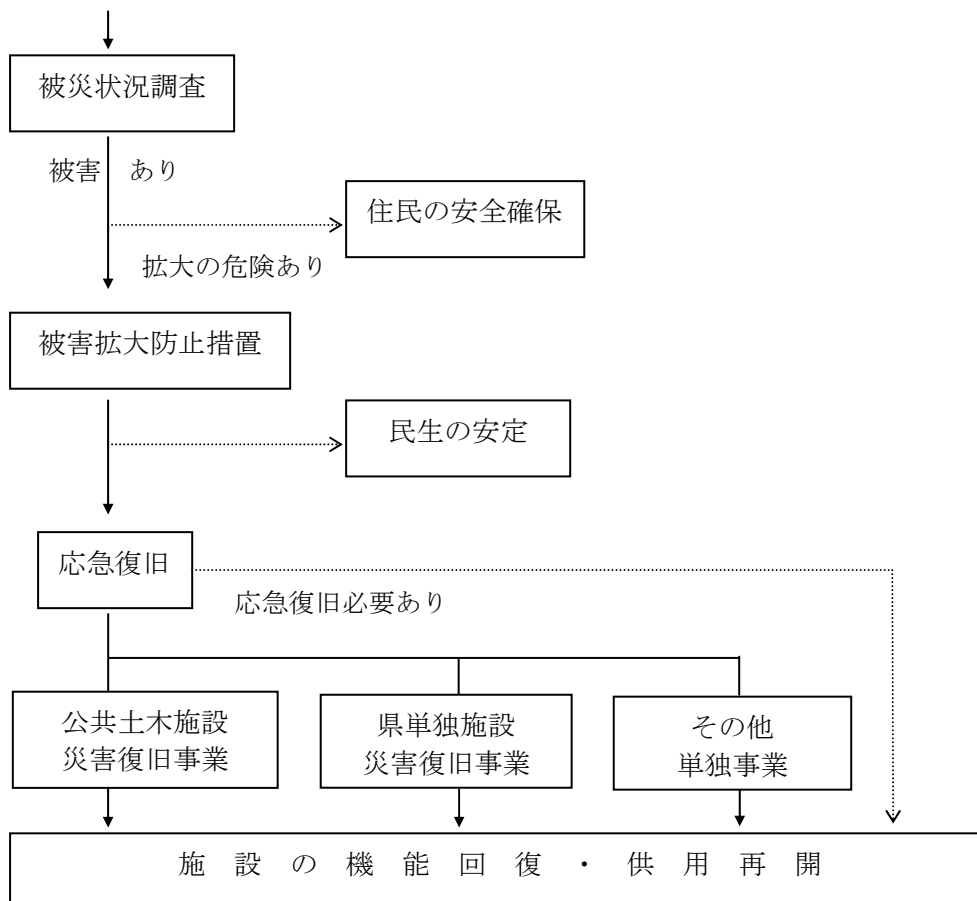 被災状況調査
被害 あり
住民の安全確保
拡大の危険あり
被害拡大防止措置
民生の安定
応急復旧
応急復旧必要あり
公共土木施設
災害復旧事業
県単独施設
災害復旧事業
その他
単独事業
施設の機能回復・供用再開